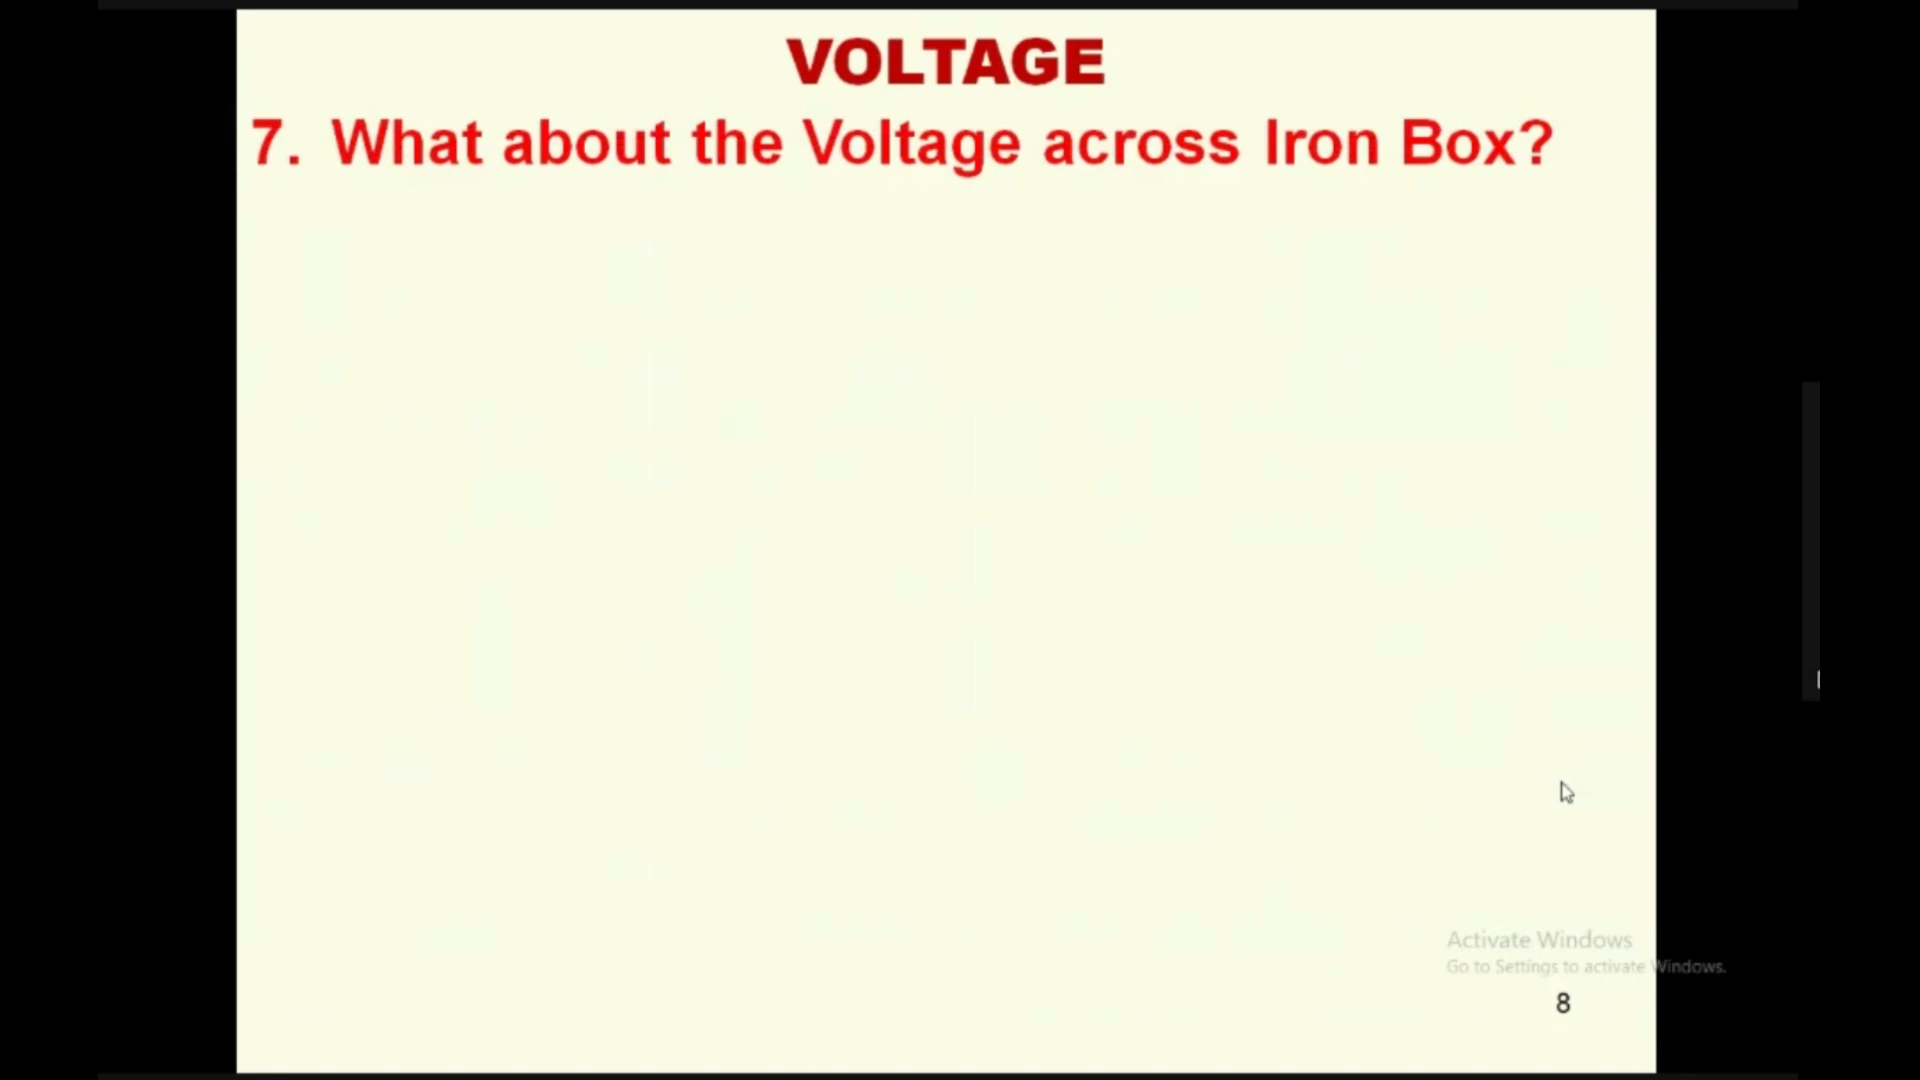 VOLTAGE
7. What about the Voltage across Iron Box?
Activate Windows
Go to Settings to activate Windows.
8